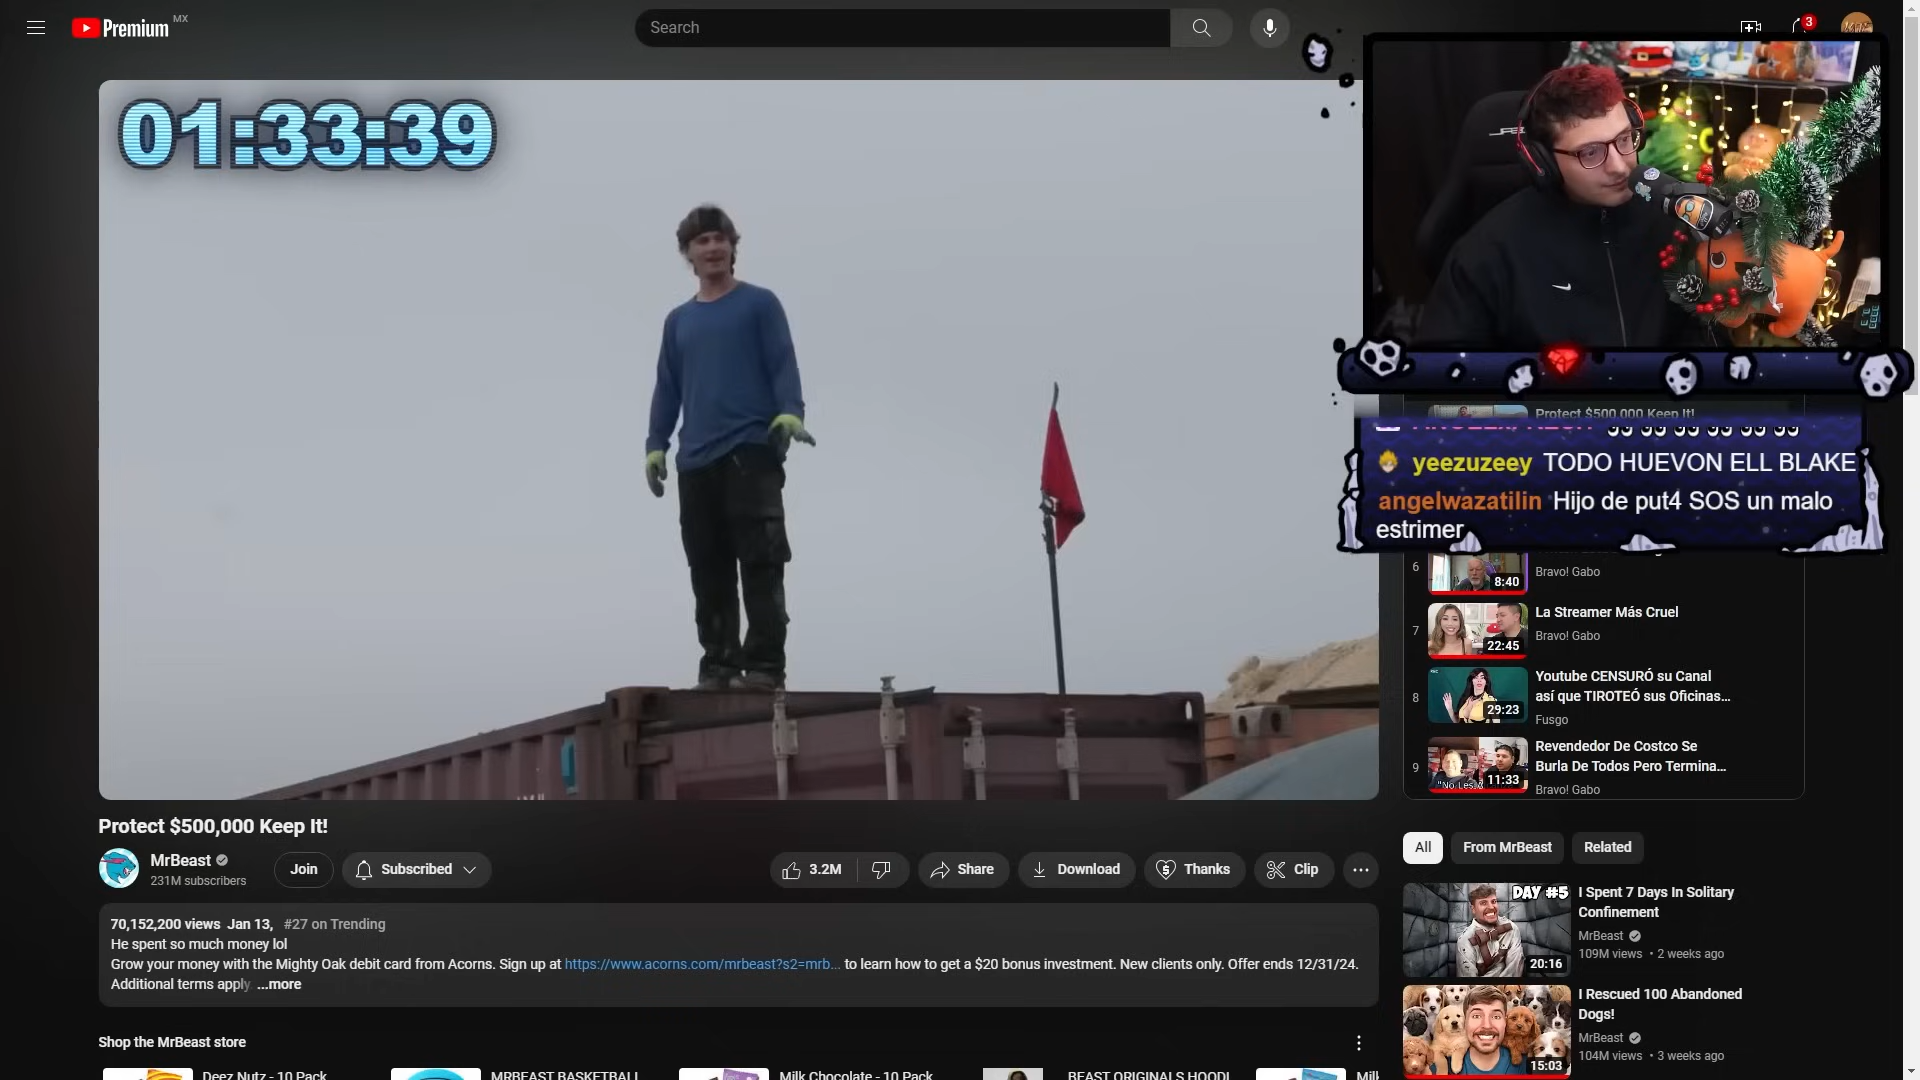 Premium MX
Search
3
01:33:39
Protect $500,000 Keep It!
yeezuzeey TODO HUEVON ELL BLAKE
angelwazatilin Hijo de put4 SOS un malo
estrimer
6
8:40
Bravo! Gabo
7
22:45
La Streamer Más Cruel
Bravo! Gabo
8
29:23
Youtube CENSURÓ su Canal
así que TIROTEÓ sus Oficinas...
Fusgo
9
11:33
Revendedor De Costco Se
Burla De Todos Pero Termina...
Bravo! Gabo
Protect $500,000 Keep It!
MrBeast
231M subscribers
Join
Subscribed
3.2M
Share
Download
Thanks
Clip
70,152,200 views Jan 13, #27 on Trending
He spent so much money lol
Grow your money with the Mighty Oak debit card from Acorns. Sign up at https://www.acorns.com/mrbeast?s2=mrb... to learn how to get a $20 bonus investment. New clients only. Offer ends 12/31/24.
Additional terms apply ...more
Shop the MrBeast store
Deez Nutz - 10 Pack
MRBEAST BASKETBALL
Milk Chocolate - 10 Pack
BEAST ORIGINALS HOODI
Mil
All
From MrBeast
Related
DAY #5
20:16
I Spent 7 Days In Solitary
Confinement
MrBeast
109M views • 2 weeks ago
15:03
I Rescued 100 Abandoned
Dogs!
MrBeast
104M views • 3 weeks ago